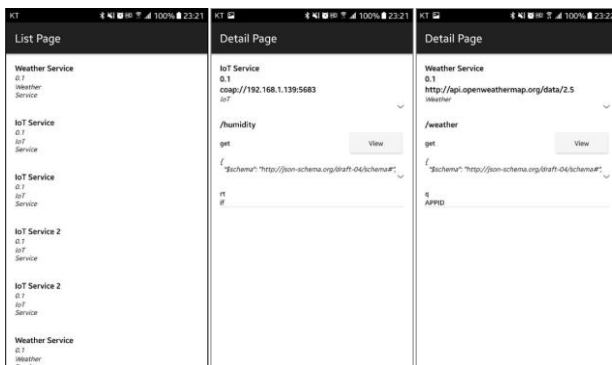 KT 100% 23:21
List Page
Weather Service
0.1
Weather
Service
IoT Service
0.1
IoT
Service
IoT Service
0.1
IoT
Service
IoT Service 2
0.1
IoT
Service
IoT Service 2
0.1
IoT
Service
Weather Service
0.1
Weather
KT 100% 23:21
Detail Page
IoT Service
0.1
coap://192.168.1.139:5683
IoT
/humidity
get View
{
"$schema": "http://json-schema.org/draft-04/schema#",
rt
if
KT 100% 23:22
Detail Page
Weather Service
0.1
http://api.openweathermap.org/data/2.5
Weather
/weather
get View
{
"$schema": "http://json-schema.org/draft-04/schema#",
q
APPID